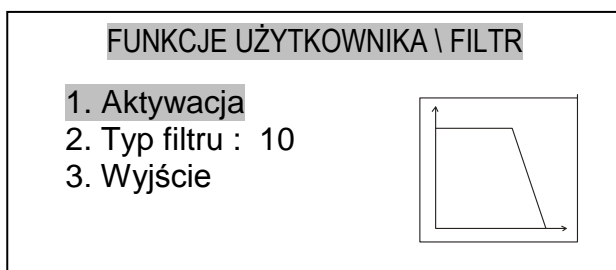 FUNKCJE UŻYTKOWNIKA \ FILTR
1. Aktywacja
2. Typ filtru : 10
3. Wyjście